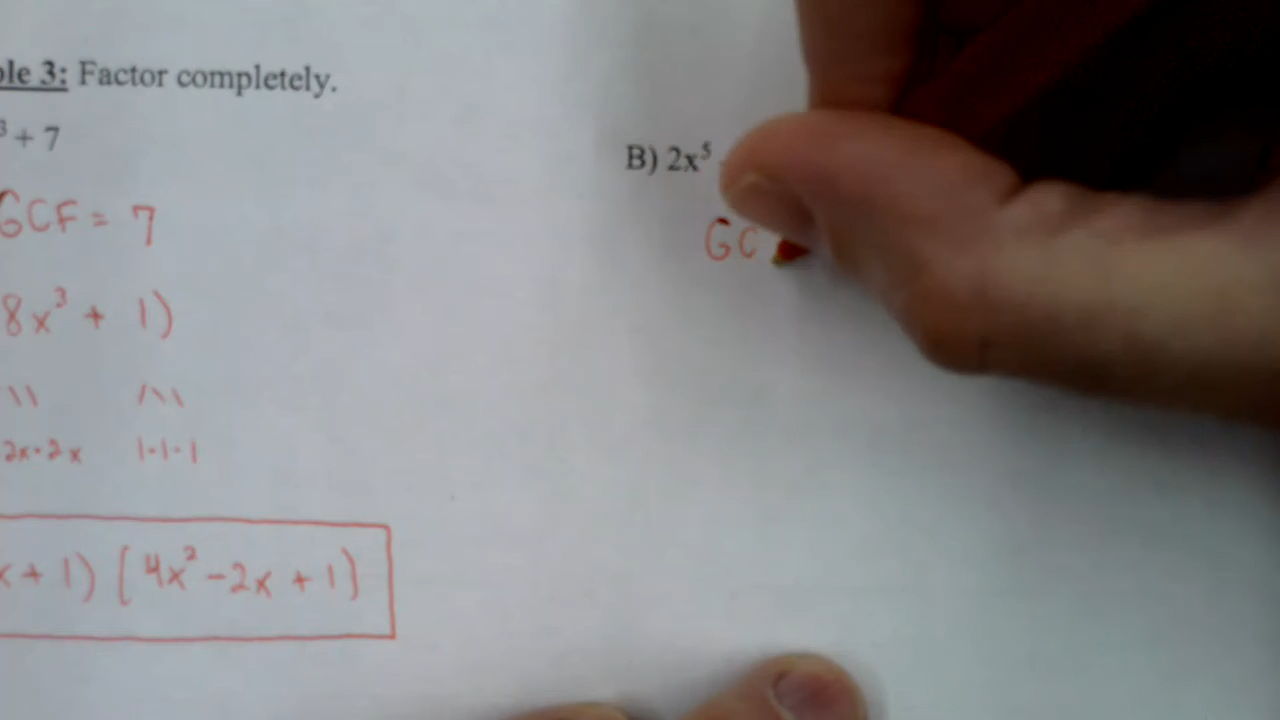 ple 3: Factor completely.
³ + 7
B) 2x⁵
GCF = 7
GC
8x³ + 1)
2x·2x 1·1·1
x + 1) (4x² - 2x + 1)